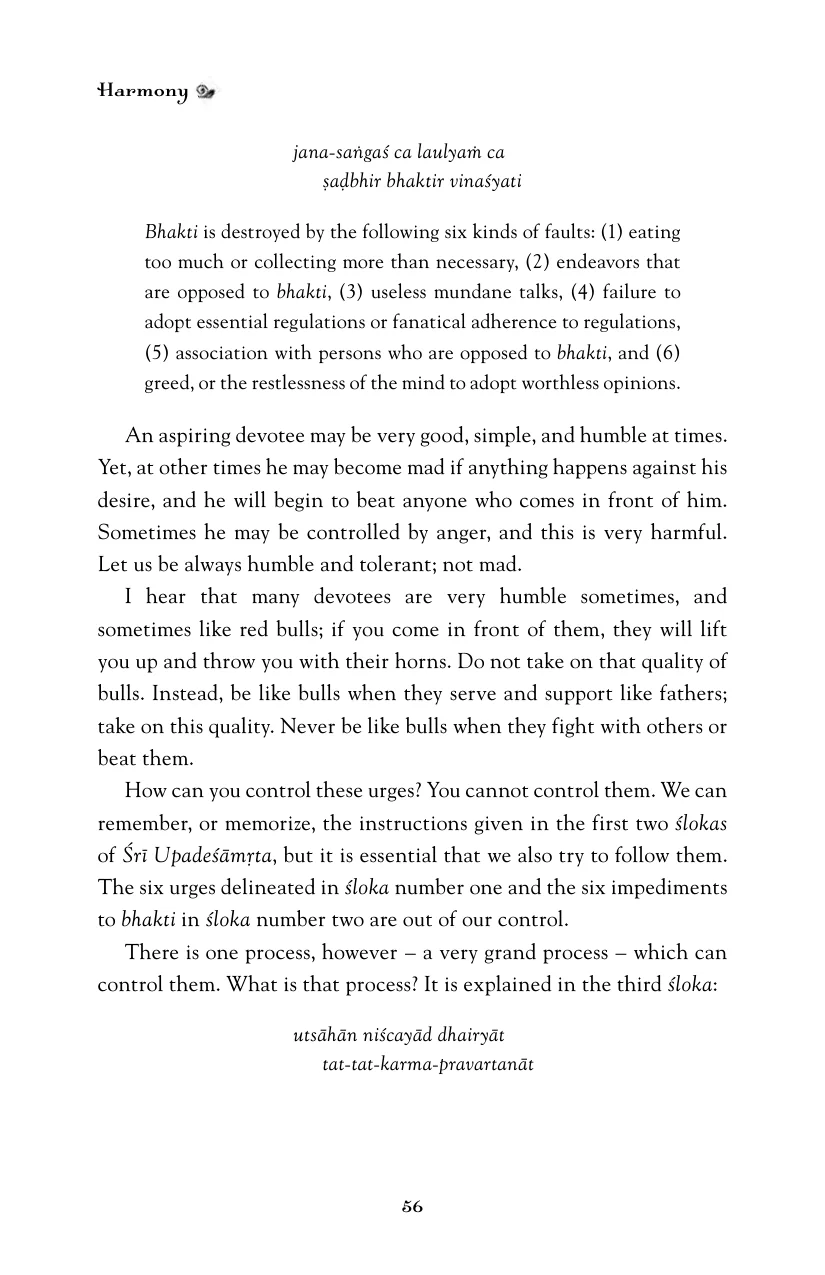 Harmony
jana-saṅgaś ca laulyaṁ ca
ṣaḍbhir bhaktir vinaśyati
Bhakti is destroyed by the following six kinds of faults: (1) eating
too much or collecting more than necessary, (2) endeavors that
are opposed to bhakti, (3) useless mundane talks, (4) failure to
adopt essential regulations or fanatical adherence to regulations,
(5) association with persons who are opposed to bhakti, and (6)
greed, or the restlessness of the mind to adopt worthless opinions.
An aspiring devotee may be very good, simple, and humble at times.
Yet, at other times he may become mad if anything happens against his
desire, and he will begin to beat anyone who comes in front of him.
Sometimes he may be controlled by anger, and this is very harmful.
Let us be always humble and tolerant; not mad.
I hear that many devotees are very humble sometimes, and
sometimes like red bulls; if you come in front of them, they will lift
you up and throw you with their horns. Do not take on that quality of
bulls. Instead, be like bulls when they serve and support like fathers;
take on this quality. Never be like bulls when they fight with others or
beat them.
How can you control these urges? You cannot control them. We can
remember, or memorize, the instructions given in the first two ślokas
of Śrī Upadeśāmṛta, but it is essential that we also try to follow them.
The six urges delineated in śloka number one and the six impediments
to bhakti in śloka number two are out of our control.
There is one process, however – a very grand process – which can
control them. What is that process? It is explained in the third śloka:
utsāhān niścayād dhairyāt
tat-tat-karma-pravartanāt
56